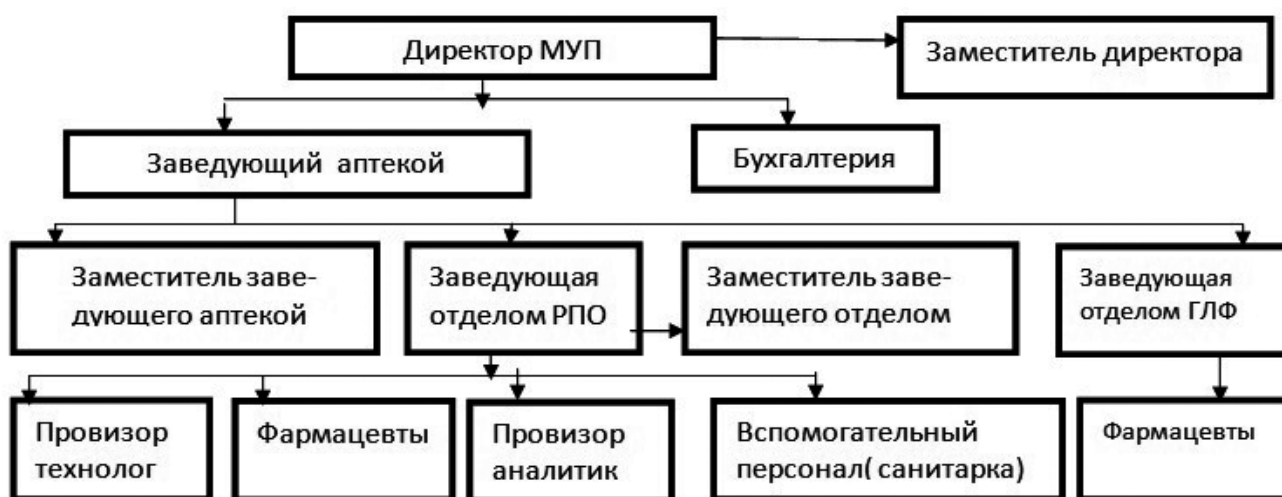 Директор МУП
Заместитель директора
Заведующий аптекой
Бухгалтерия
Заместитель заве-
дующего аптекой
Заведующая
отделом РПО
Заместитель заве-
дующего отделом
Заведующая
отделом ГЛФ
Провизор
технолог
Фармацевты
Провизор
аналитик
Вспомогательный
персонал( санитарка)
Фармацевты